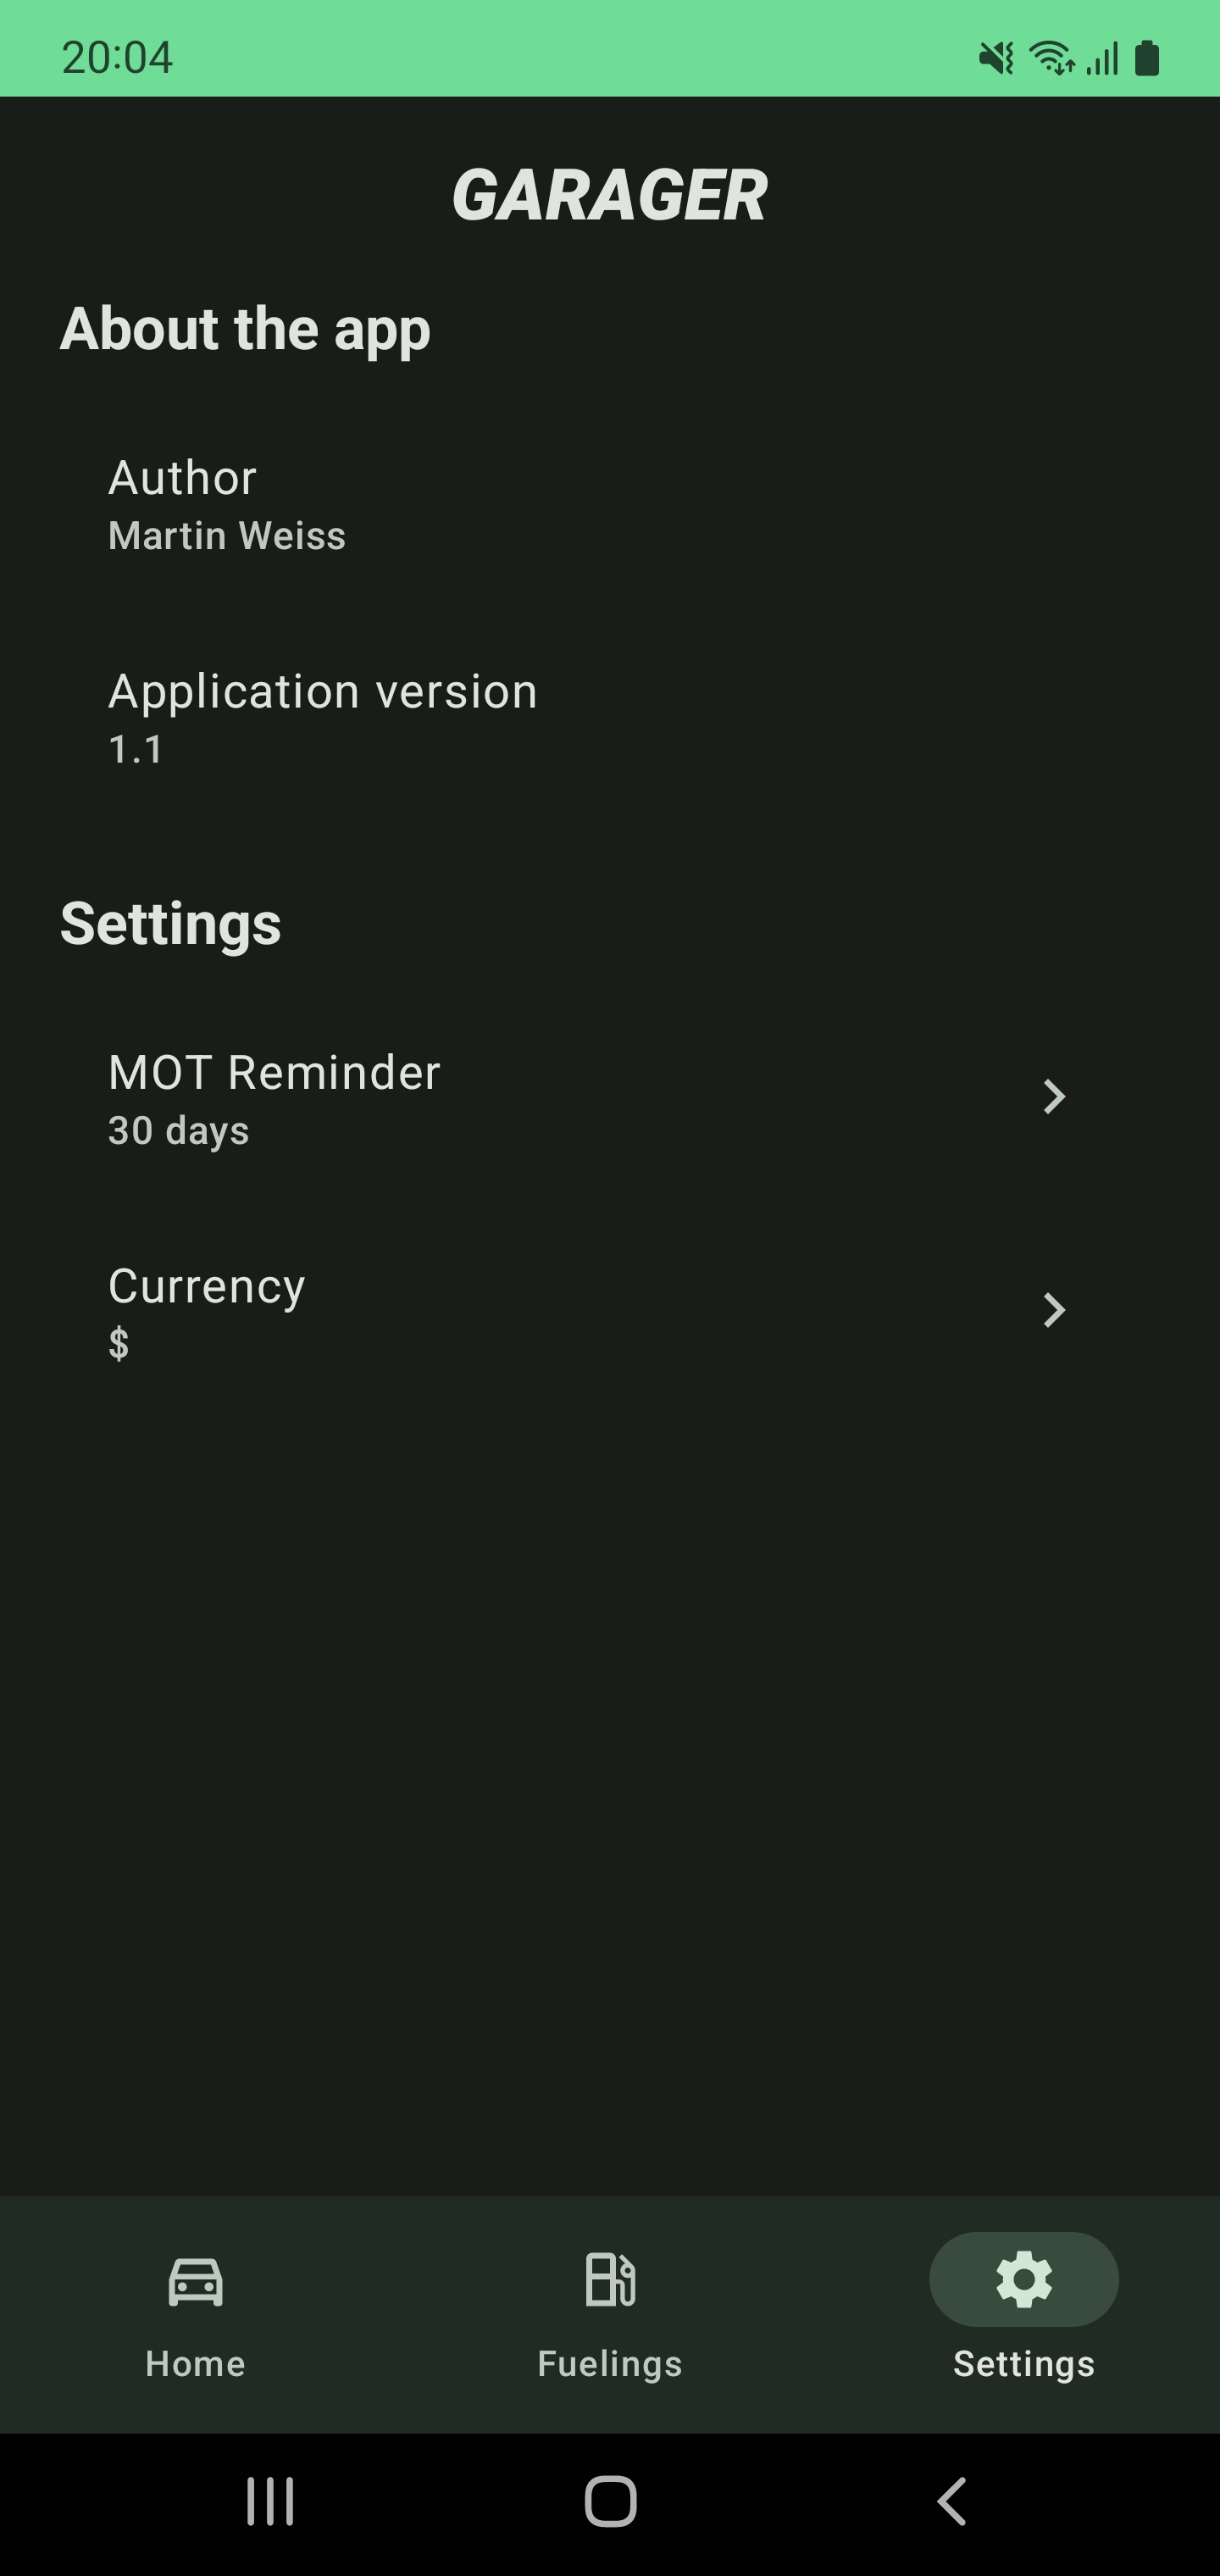 20:04
GARAGER
About the app
Author
Martin Weiss
Application version
1.1
Settings
MOT Reminder
30 days
Currency
$
Home
Fuelings
Settings